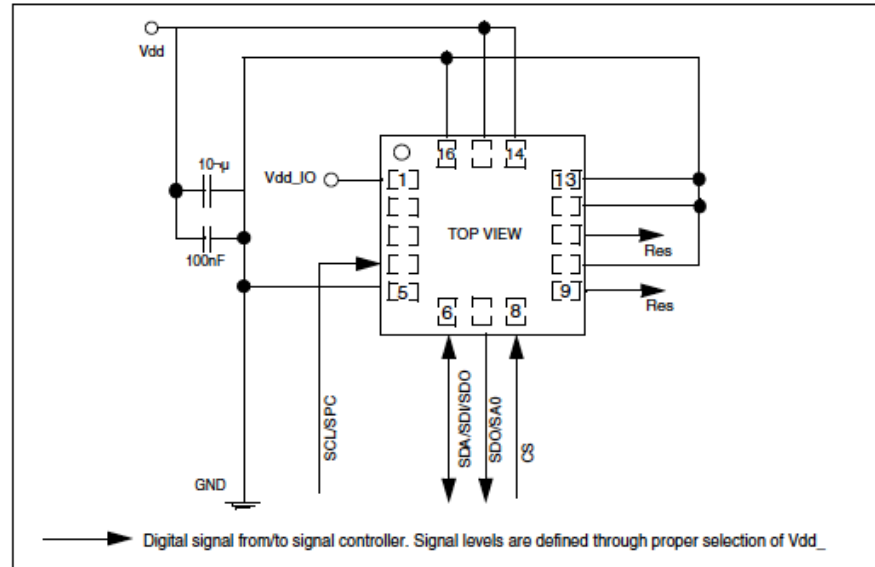 Vdd
10¬µ
Vdd_IO
16
14
1
13
TOP VIEW
Res
100nF
5
9
Res
6
8
SCL/SPC
SDA/SDI/SDO
SDO/SA0
CS
GND
Digital signal from/to signal controller. Signal levels are defined through proper selection of Vdd_